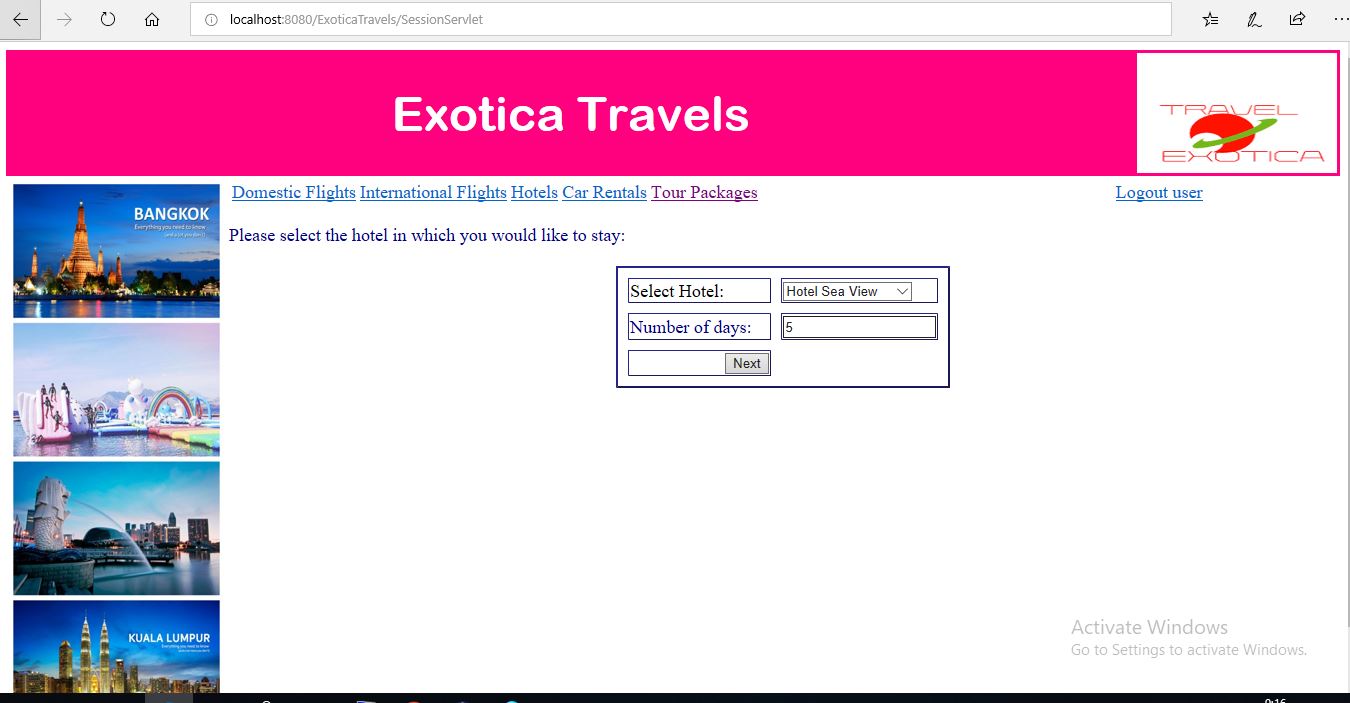 localhost:8080/ExoticaTravels/SessionServlet
Exotica Travels
TRAVEL
EXOTICA
Domestic Flights International Flights Hotels Car Rentals Tour Packages Logout user
BANGKOK
Everything you need to know
(and a lot you don't)
Please select the hotel in which you would like to stay:
Select Hotel: Hotel Sea View
Number of days: 5
Next
KUALA LUMPUR
Everything you need to know
Activate Windows
Go to Settings to activate Windows.